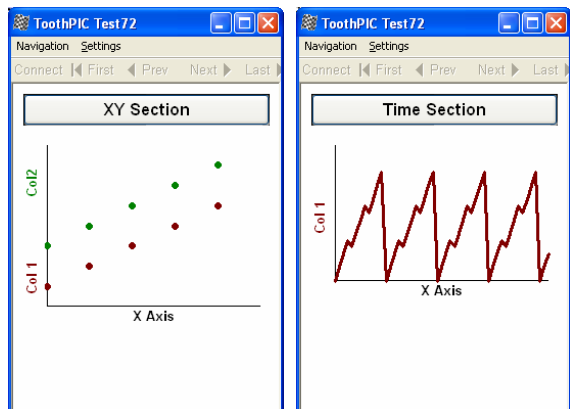 ToothPIC Test72
Navigation Settings
Connect First Prev Next Last
XY Section
Col2
Col 1
X Axis
ToothPIC Test72
Navigation Settings
Connect First Prev Next Last
Time Section
Col 1
X Axis